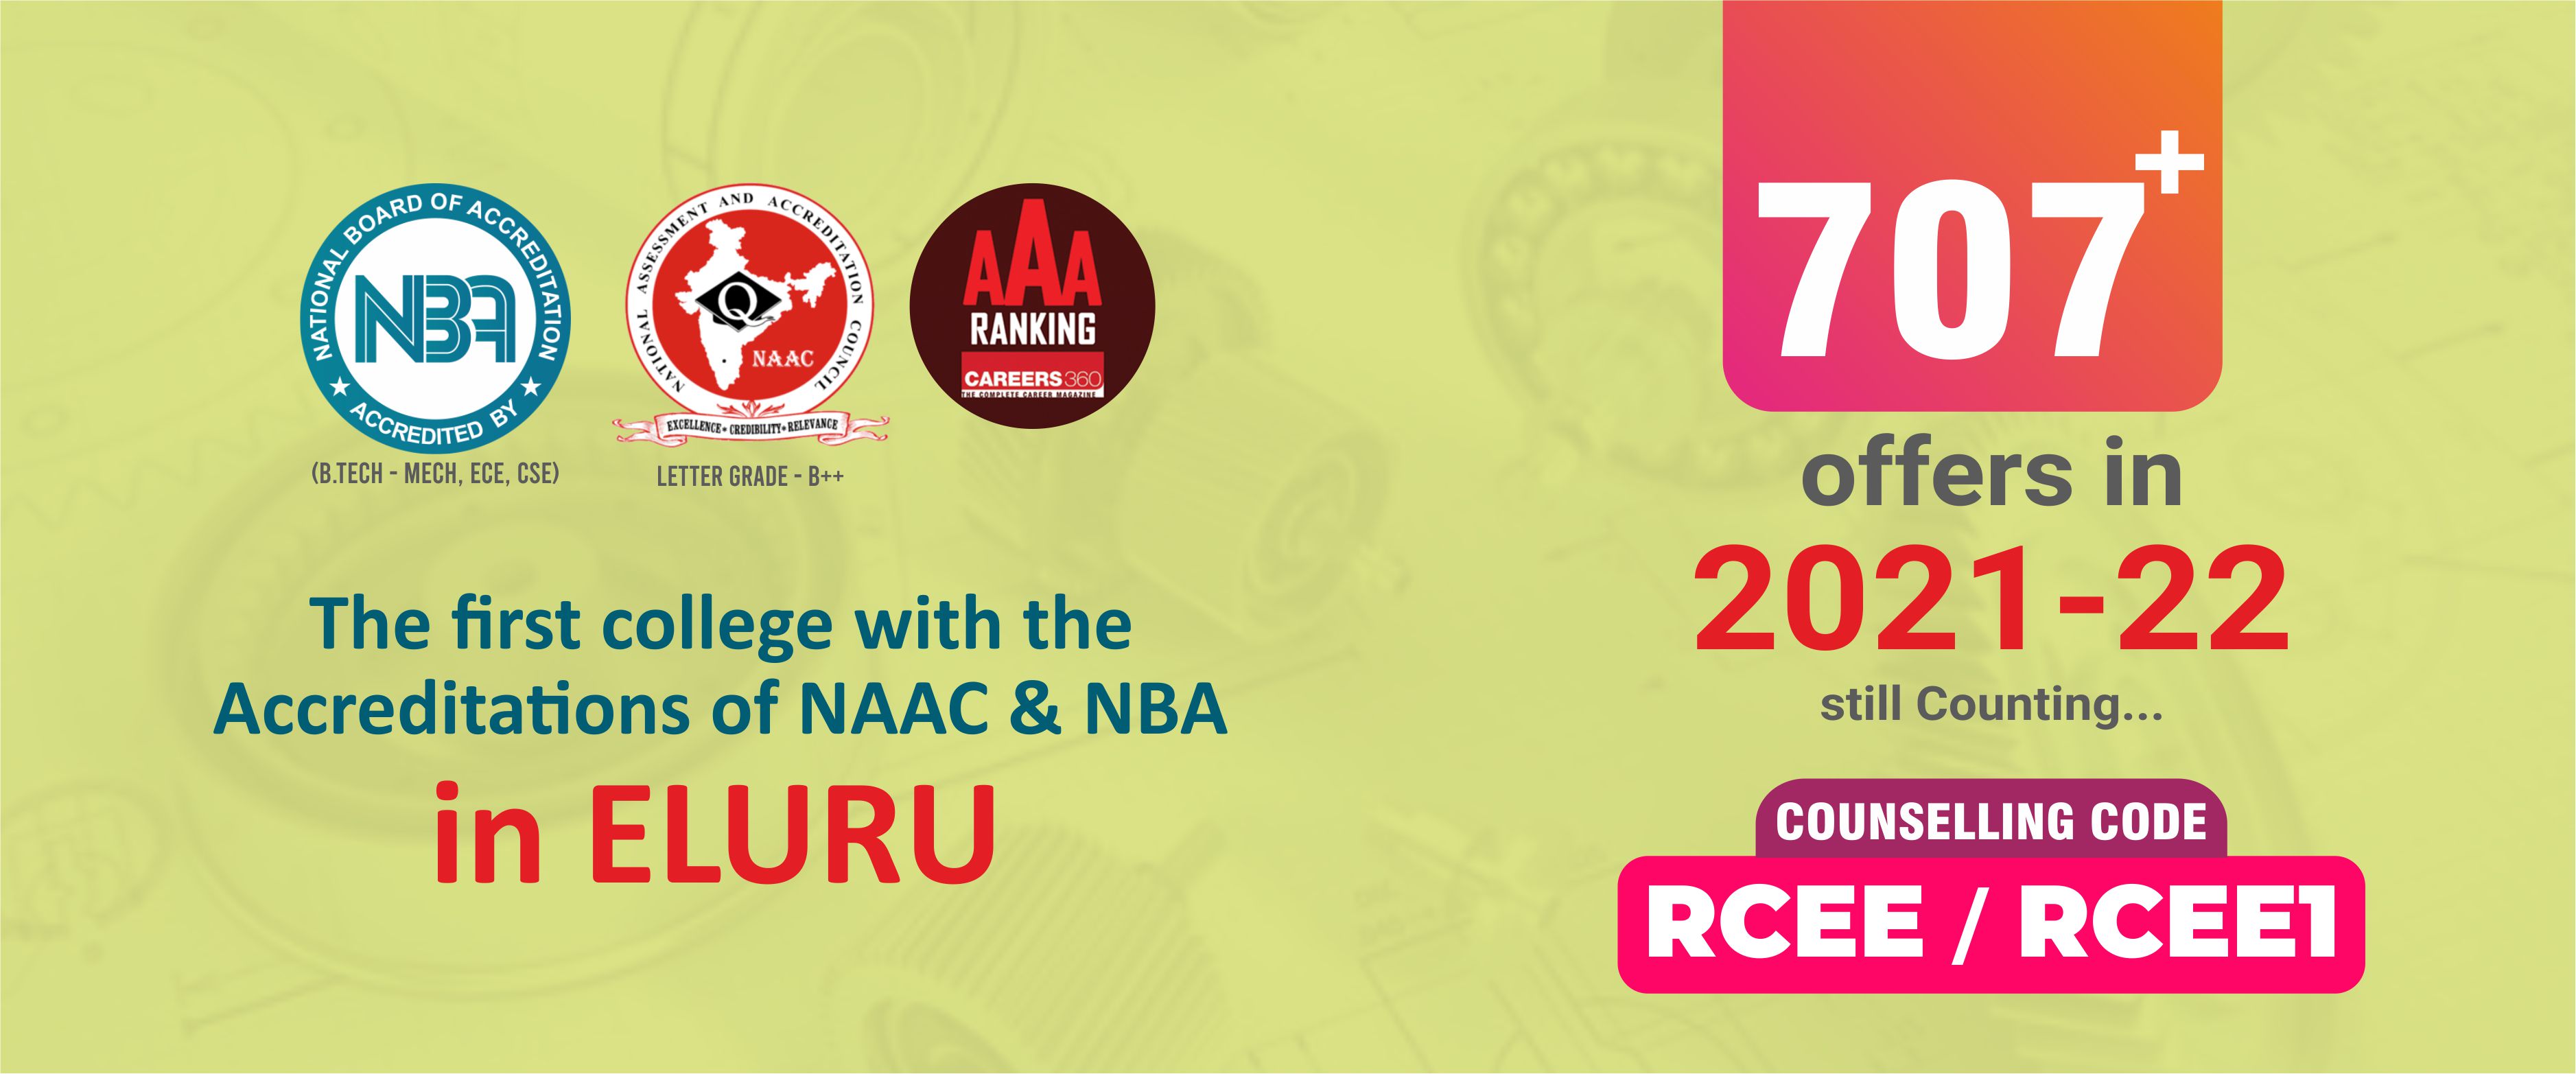 NATIONAL BOARD OF ACCREDITATION
NBA
ACCREDITED BY
(B.TECH - MECH, ECE, CSE)
NATIONAL ASSESSMENT AND ACCREDITATION COUNCIL
Q
NAAC
EXCELLENCE * CREDIBILITY * RELEVANCE
LETTER GRADE - B++
AAA
RANKING
CAREERS360
THE COMPLETE CAREER MAGAZINE
The first college with the
Accreditations of NAAC & NBA
in ELURU
707+
offers in
2021-22
still Counting...
COUNSELLING CODE
RCEE / RCEE1